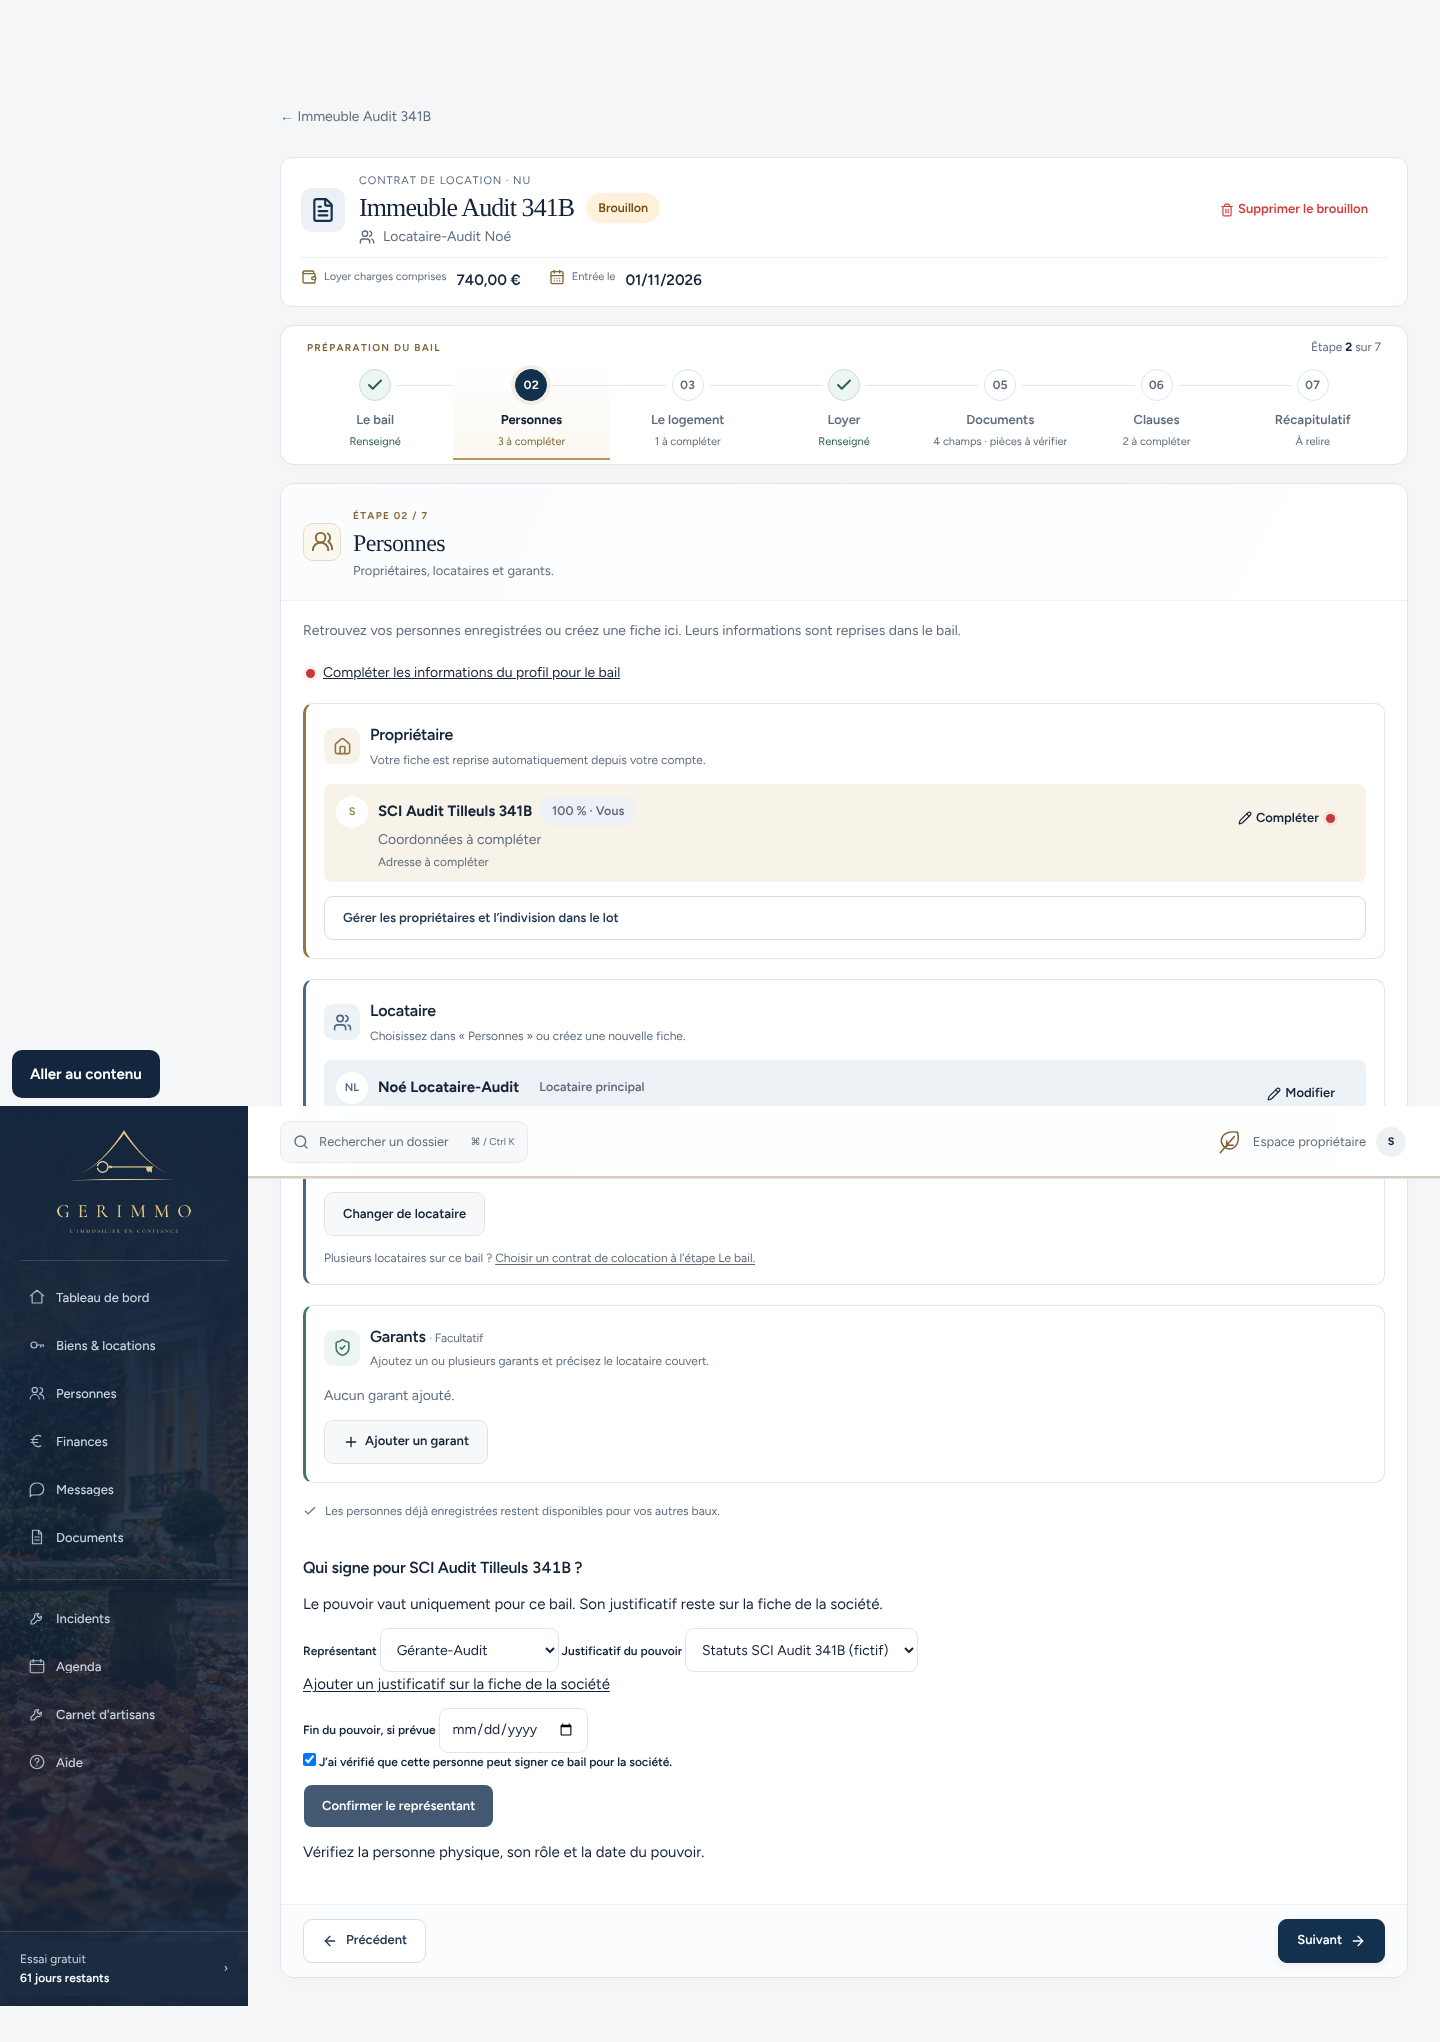 ← Immeuble Audit 341B
CONTRAT DE LOCATION · NU
Immeuble Audit 341B
Brouillon
Locataire-Audit Noé
Supprimer le brouillon
Loyer charges comprises 740,00 €
Entrée le 01/11/2026
PRÉPARATION DU BAIL
Étape 2 sur 7
Le bail
Renseigné
02
Personnes
3 à compléter
03
Le logement
1 à compléter
Loyer
Renseigné
05
Documents
4 champs · pièces à vérifier
06
Clauses
2 à compléter
07
Récapitulatif
À relire
ÉTAPE 02 / 7
Personnes
Propriétaires, locataires et garants.
Retrouvez vos personnes enregistrées ou créez une fiche ici. Leurs informations sont reprises dans le bail.
Compléter les informations du profil pour le bail
Propriétaire
Votre fiche est reprise automatiquement depuis votre compte.
S
SCI Audit Tilleuls 341B
100 % · Vous
Coordonnées à compléter
Adresse à compléter
Compléter
Gérer les propriétaires et l’indivision dans le lot
Locataire
Choisissez dans « Personnes » ou créez une nouvelle fiche.
NL
Noé Locataire-Audit
Locataire principal
Modifier
Aller au contenu
Rechercher un dossier
⌘ / Ctrl K
Espace propriétaire
S
GERIMMO
L'IMMOBILIER EN CONFIANCE
Tableau de bord
Biens & locations
Personnes
Finances
Messages
Documents
Incidents
Agenda
Carnet d'artisans
Aide
Essai gratuit
61 jours restants
›
Changer de locataire
Plusieurs locataires sur ce bail ? Choisir un contrat de colocation à l’étape Le bail.
Garants · Facultatif
Ajoutez un ou plusieurs garants et précisez le locataire couvert.
Aucun garant ajouté.
Ajouter un garant
Les personnes déjà enregistrées restent disponibles pour vos autres baux.
Qui signe pour SCI Audit Tilleuls 341B ?
Le pouvoir vaut uniquement pour ce bail. Son justificatif reste sur la fiche de la société.
Représentant Gérante-Audit Justificatif du pouvoir Statuts SCI Audit 341B (fictif)
Ajouter un justificatif sur la fiche de la société
Fin du pouvoir, si prévue mm/dd/yyyy
J’ai vérifié que cette personne peut signer ce bail pour la société.
Confirmer le représentant
Vérifiez la personne physique, son rôle et la date du pouvoir.
Précédent
Suivant